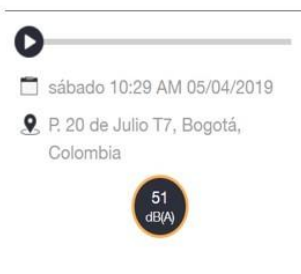 sábado 10:29 AM 05/04/2019
P. 20 de Julio T7, Bogotá,
Colombia
51
dB(A)